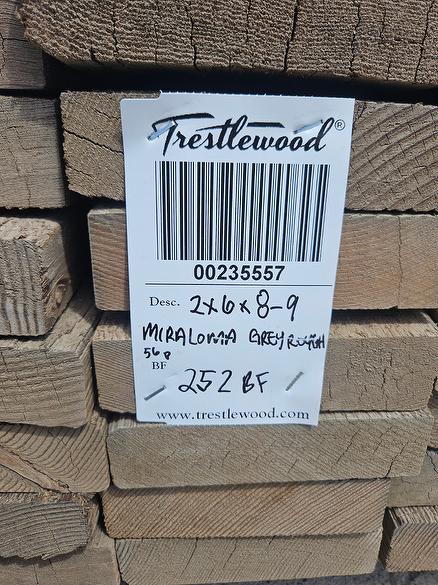 Trestlewood®
00235557
Desc. 2x6x8-9
MIRALOMA GREY ROUGH
56
BF 252 BF
www.trestlewood.com